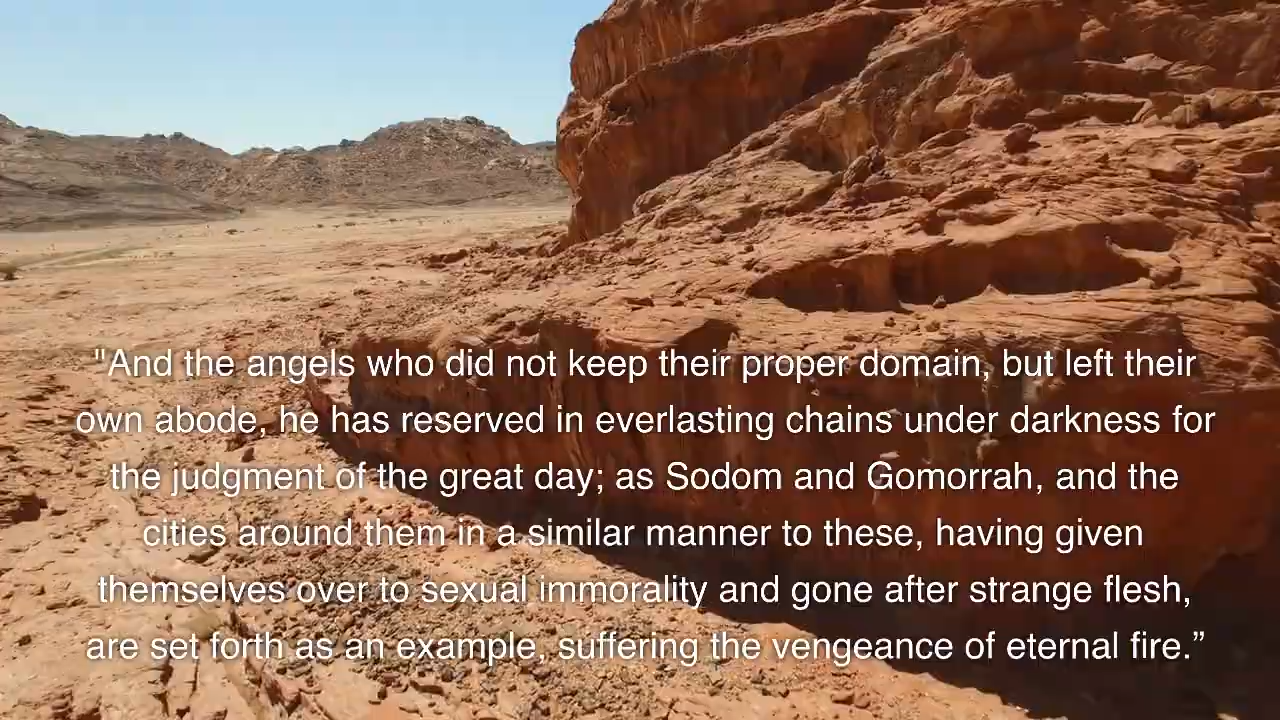 "And the angels who did not keep their proper domain, but left their
own abode, he has reserved in everlasting chains under darkness for
the judgment of the great day; as Sodom and Gomorrah, and the
cities around them in a similar manner to these, having given
themselves over to sexual immorality and gone after strange flesh,
are set forth as an example, suffering the vengeance of eternal fire.”